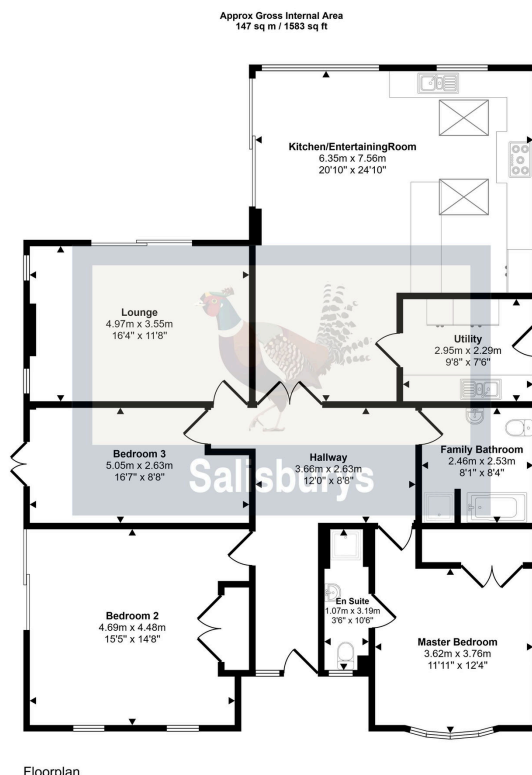 Approx Gross Internal Area
147 sq m / 1583 sq ft
Kitchen/EntertainingRoom
6.35m x 7.56m
20'10" x 24'10"
Lounge
4.97m x 3.55m
16'4" x 11'8"
Utility
2.95m x 2.29m
9'8" x 7'6"
Bedroom 3
5.05m x 2.63m
16'7" x 8'8"
Hallway
3.66m x 2.63m
12'0" x 8'8"
Family Bathroom
2.46m x 2.53m
8'1" x 8'4"
Salisburys
Bedroom 2
4.69m x 4.48m
15'5" x 14'8"
En Suite
1.07m x 3.19m
3'6" x 10'6"
Master Bedroom
3.62m x 3.76m
11'11" x 12'4"
Floorplan